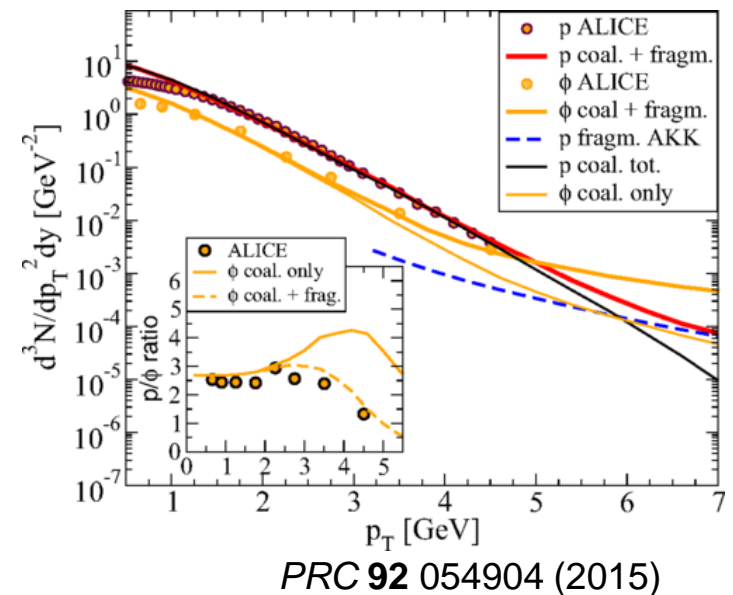 p ALICE
p coal. + fragm.
ϕ ALICE
ϕ coal + fragm.
p fragm. AKK
p coal. tot.
ϕ coal. only
d³N/dp_T² dy [GeV⁻²]
10¹
10⁰
10⁻¹
10⁻²
10⁻³
10⁻⁴
10⁻⁵
10⁻⁶
10⁻⁷
ALICE
ϕ coal. only
ϕ coal. + frag.
p/ϕ ratio
6
5
4
3
2
1
0
0 1 2 3 4 5
1 2 3 4 5 6 7
p_T [GeV]
PRC 92 054904 (2015)